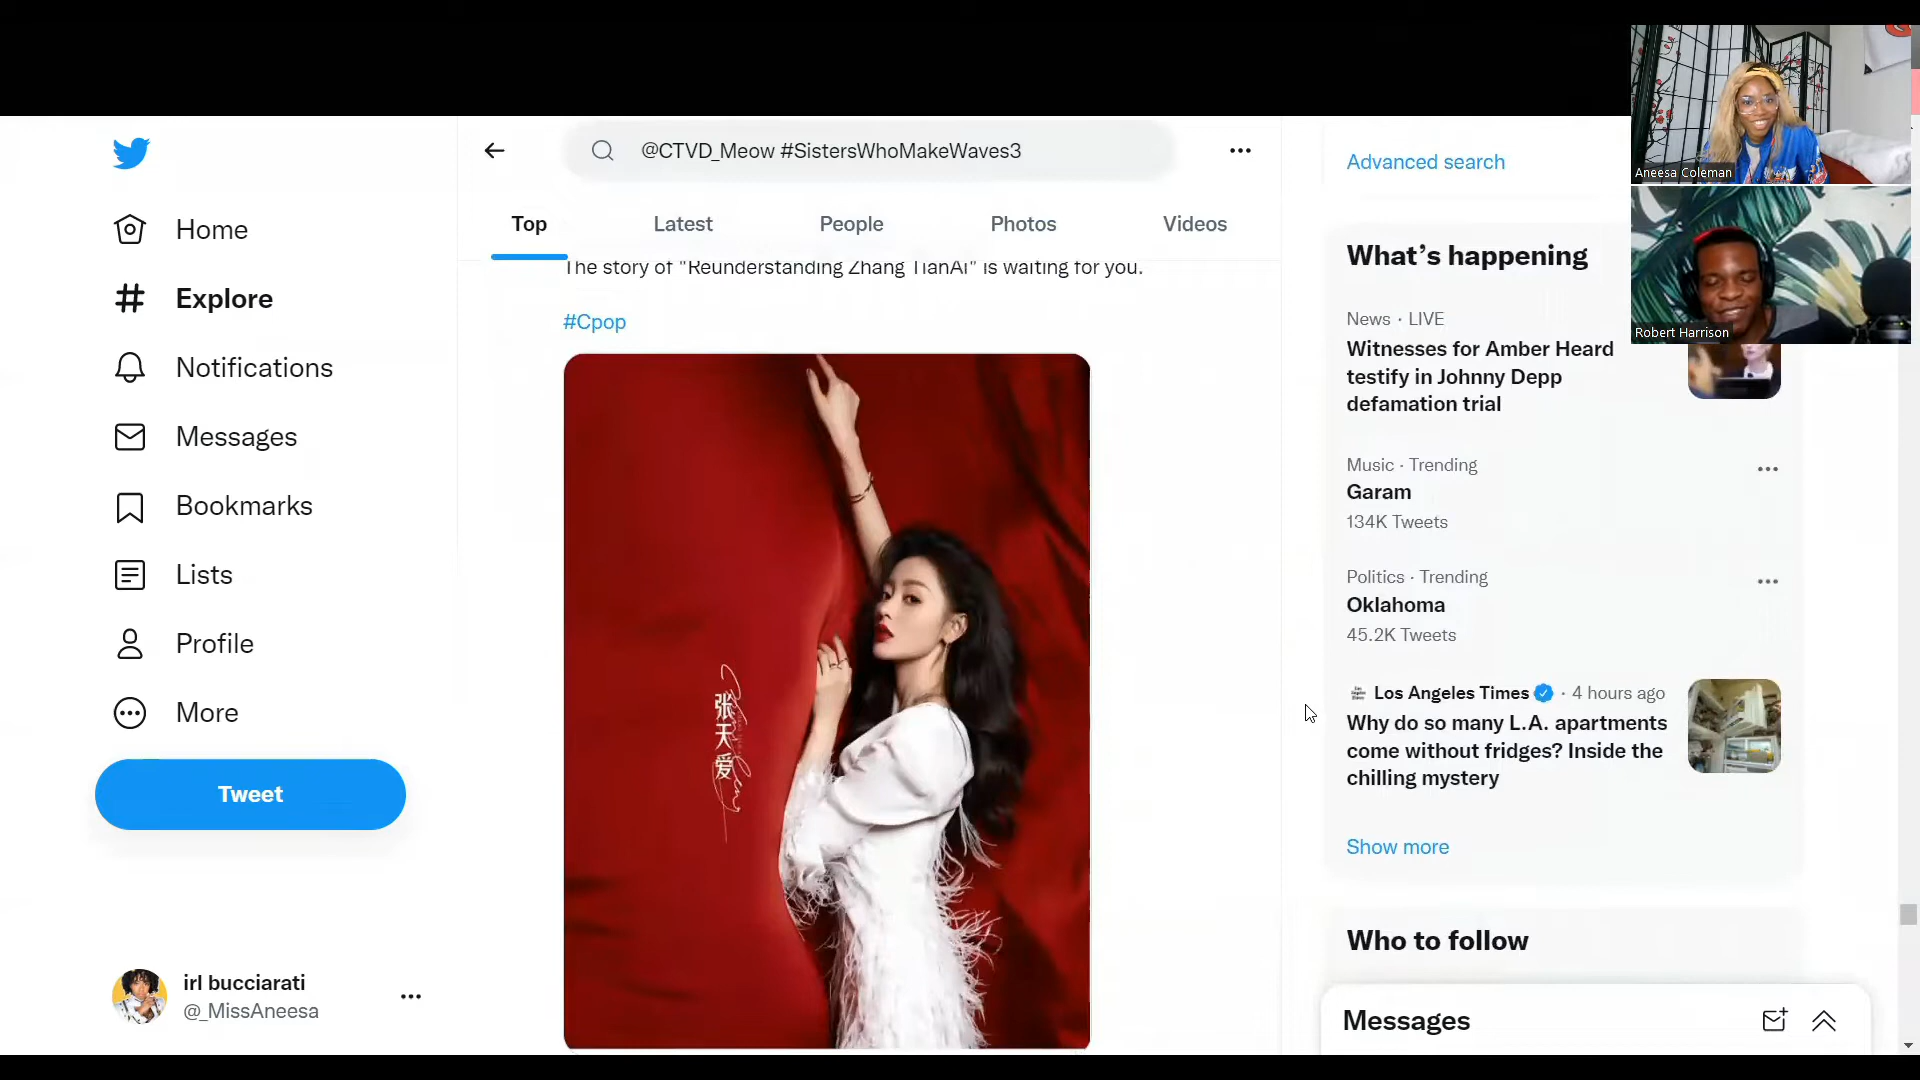 @CTVD_Meow #SistersWhoMakeWaves3
Top
Latest
People
Photos
Videos
Home
Explore
Notifications
Messages
Bookmarks
Lists
Profile
More
Tweet
irl bucciarati
@_MissAneesa
The story of "Reunderstanding Zhang TianAi" is waiting for you.
#Cpop
张天爱
Advanced search
What’s happening
News · LIVE
Witnesses for Amber Heard
testify in Johnny Depp
defamation trial
Music · Trending
Garam
134K Tweets
Politics · Trending
Oklahoma
45.2K Tweets
Los Angeles Times · 4 hours ago
Why do so many L.A. apartments
come without fridges? Inside the
chilling mystery
Show more
Who to follow
Messages
Aneesa Coleman
Robert Harrison